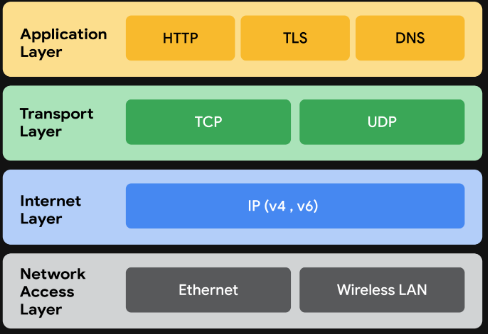 Application
Layer
HTTP
TLS
DNS
Transport
Layer
TCP
UDP
Internet
Layer
IP (v4 , v6)
Network
Access
Layer
Ethernet
Wireless LAN